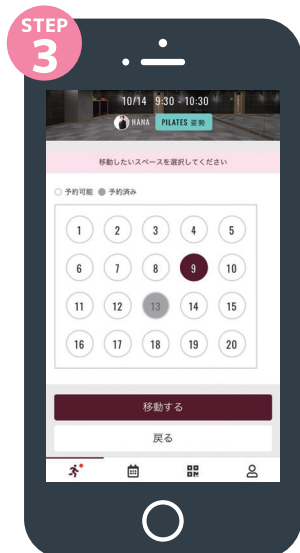 STEP
3
10/14 9:30 - 10:30
HANA PILATES 姿勢
移動したいスペースを選択してください
予約可能 予約済み
1 2 3 4 5
6 7 8 9 10
11 12 13 14 15
16 17 18 19 20
移動する
戻る